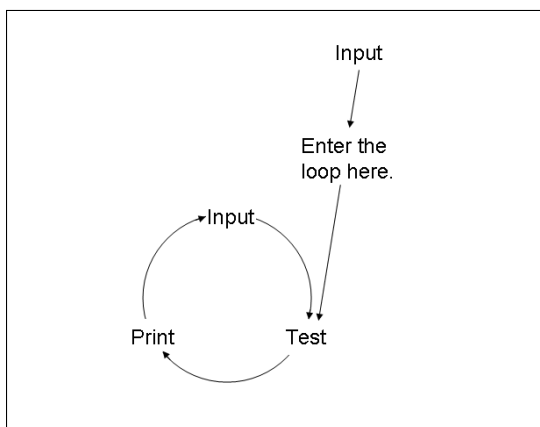 Input
Enter the
loop here.
Input
Print
Test